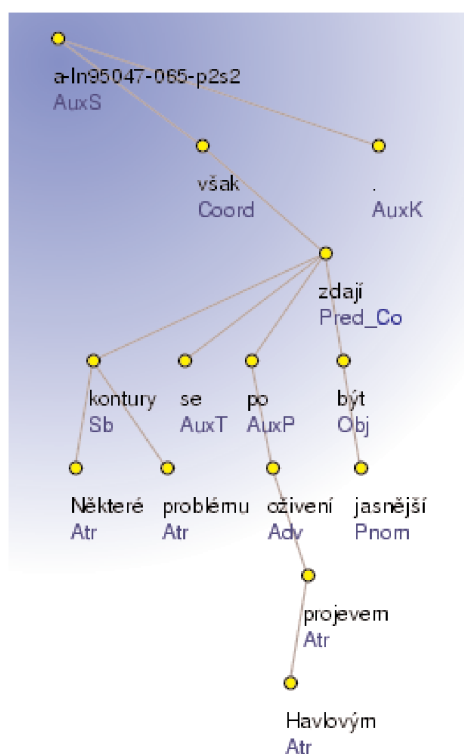 a-ln95047-065-p2s2
AuxS
však .
Coord AuxK
zdají
Pred_Co
kontury se po být
Sb AuxT AuxP Obj
Některé problému oživení jasnější
Atr Atr Adv Pnom
projevem
Atr
Havlovým
Atr